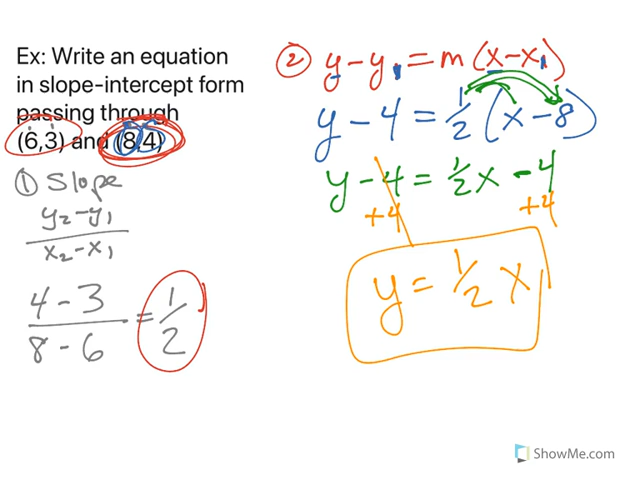 Ex: Write an equation
in slope-intercept form
passing through
(6,3) and (8,4)
① Slope
y₂-y₁
x₂-x₁
4-3
8-6
= 1/2
② y-y₁ = m(x-x₁)
y-4 = 1/2(x-8)
y-4 = 1/2x-4
+4 +4
y = 1/2 x
ShowMe.com